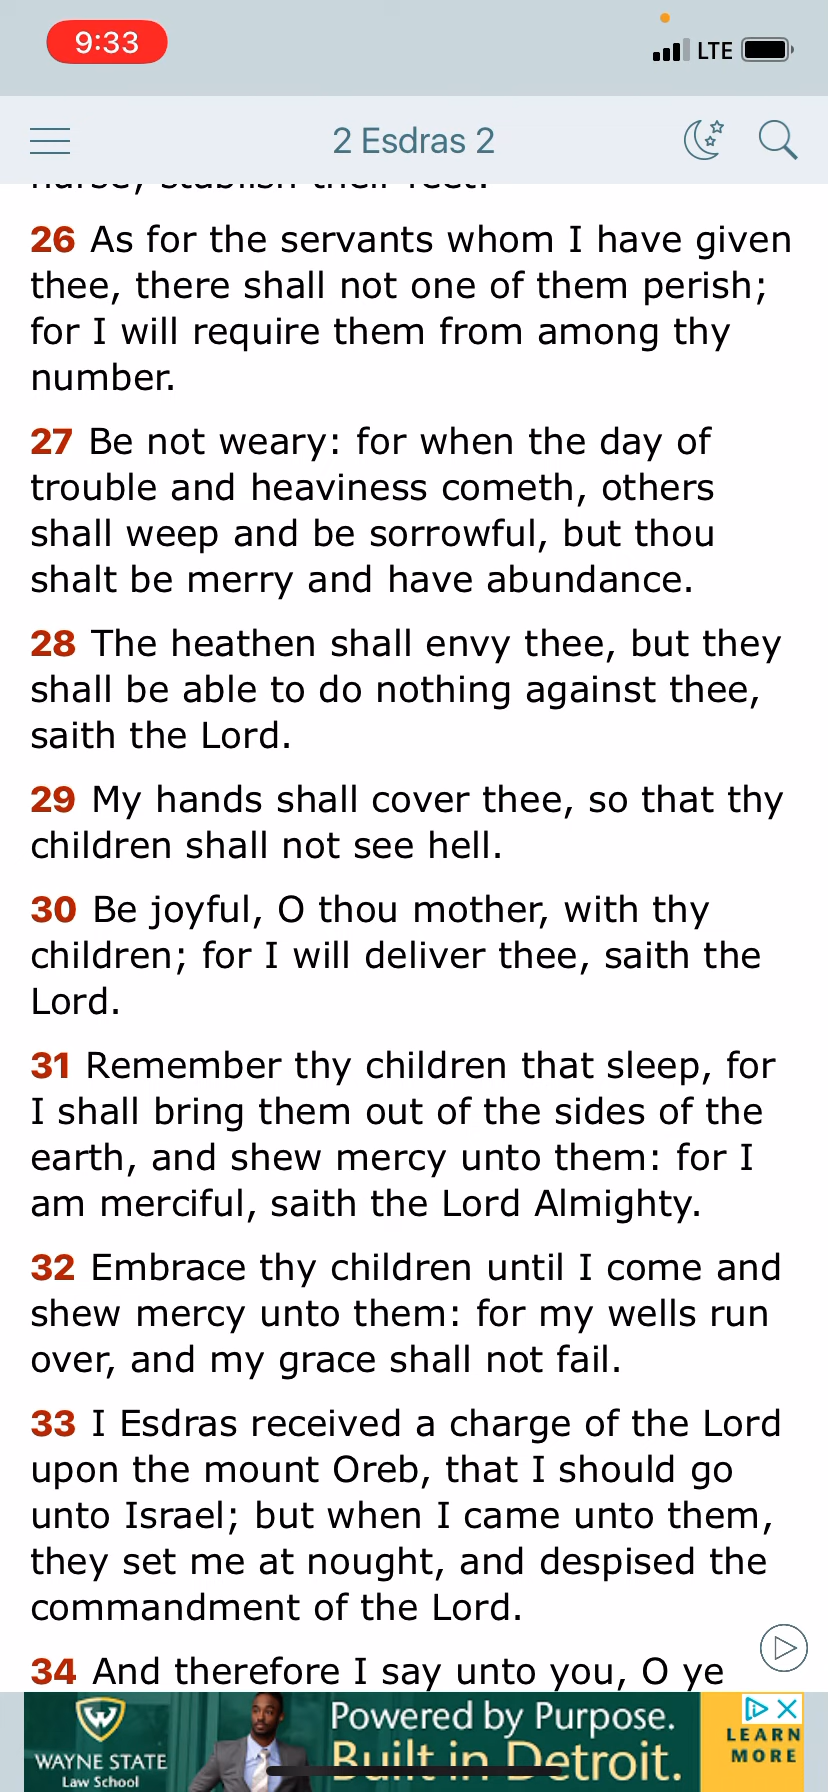 9:33
LTE
2 Esdras 2
nurse; stablish their feet.
26 As for the servants whom I have given
thee, there shall not one of them perish;
for I will require them from among thy
number.
27 Be not weary: for when the day of
trouble and heaviness cometh, others
shall weep and be sorrowful, but thou
shalt be merry and have abundance.
28 The heathen shall envy thee, but they
shall be able to do nothing against thee,
saith the Lord.
29 My hands shall cover thee, so that thy
children shall not see hell.
30 Be joyful, O thou mother, with thy
children; for I will deliver thee, saith the
Lord.
31 Remember thy children that sleep, for
I shall bring them out of the sides of the
earth, and shew mercy unto them: for I
am merciful, saith the Lord Almighty.
32 Embrace thy children until I come and
shew mercy unto them: for my wells run
over, and my grace shall not fail.
33 I Esdras received a charge of the Lord
upon the mount Oreb, that I should go
unto Israel; but when I came unto them,
they set me at nought, and despised the
commandment of the Lord.
34 And therefore I say unto you, O ye
W
WAYNE STATE
Law School
Powered by Purpose.
Built in Detroit.
LEARN
MORE